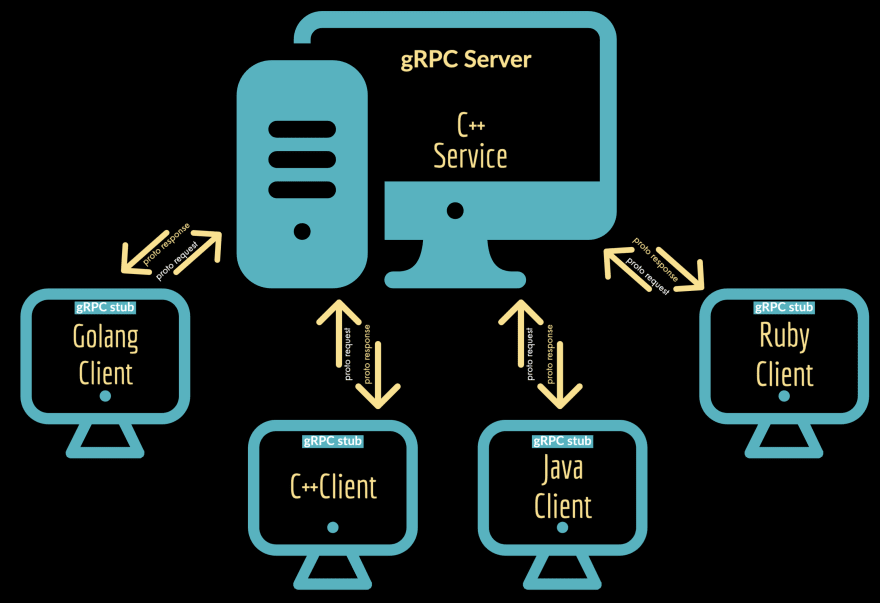 gRPC Server
C++
Service
proto response
proto request
proto response
proto request
gRPC stub
Golang
Client
proto request
proto response
proto request
proto response
gRPC stub
Ruby
Client
gRPC stub
C++Client
gRPC stub
Java
Client